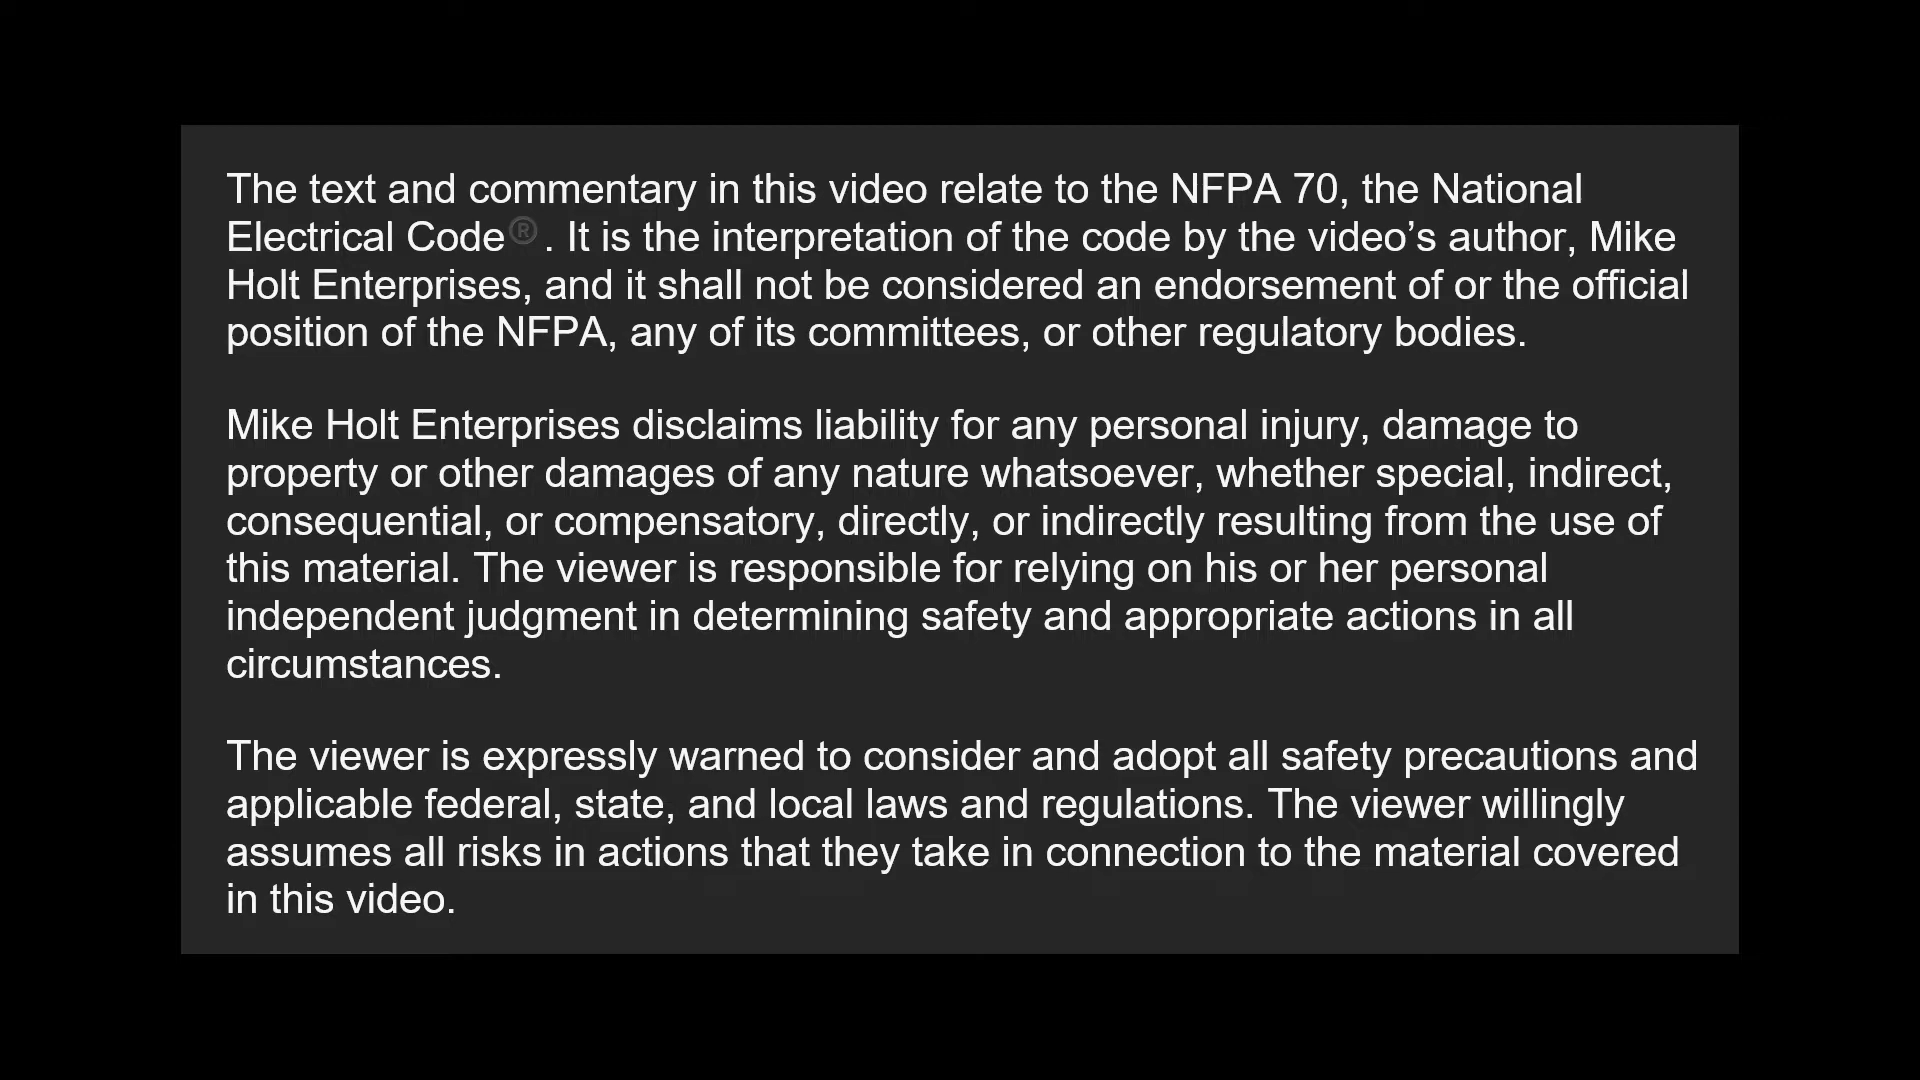 The text and commentary in this video relate to the NFPA 70, the National
Electrical Code® . It is the interpretation of the code by the video’s author, Mike
Holt Enterprises, and it shall not be considered an endorsement of or the official
position of the NFPA, any of its committees, or other regulatory bodies.
Mike Holt Enterprises disclaims liability for any personal injury, damage to
property or other damages of any nature whatsoever, whether special, indirect,
consequential, or compensatory, directly, or indirectly resulting from the use of
this material. The viewer is responsible for relying on his or her personal
independent judgment in determining safety and appropriate actions in all
circumstances.
The viewer is expressly warned to consider and adopt all safety precautions and
applicable federal, state, and local laws and regulations. The viewer willingly
assumes all risks in actions that they take in connection to the material covered
in this video.